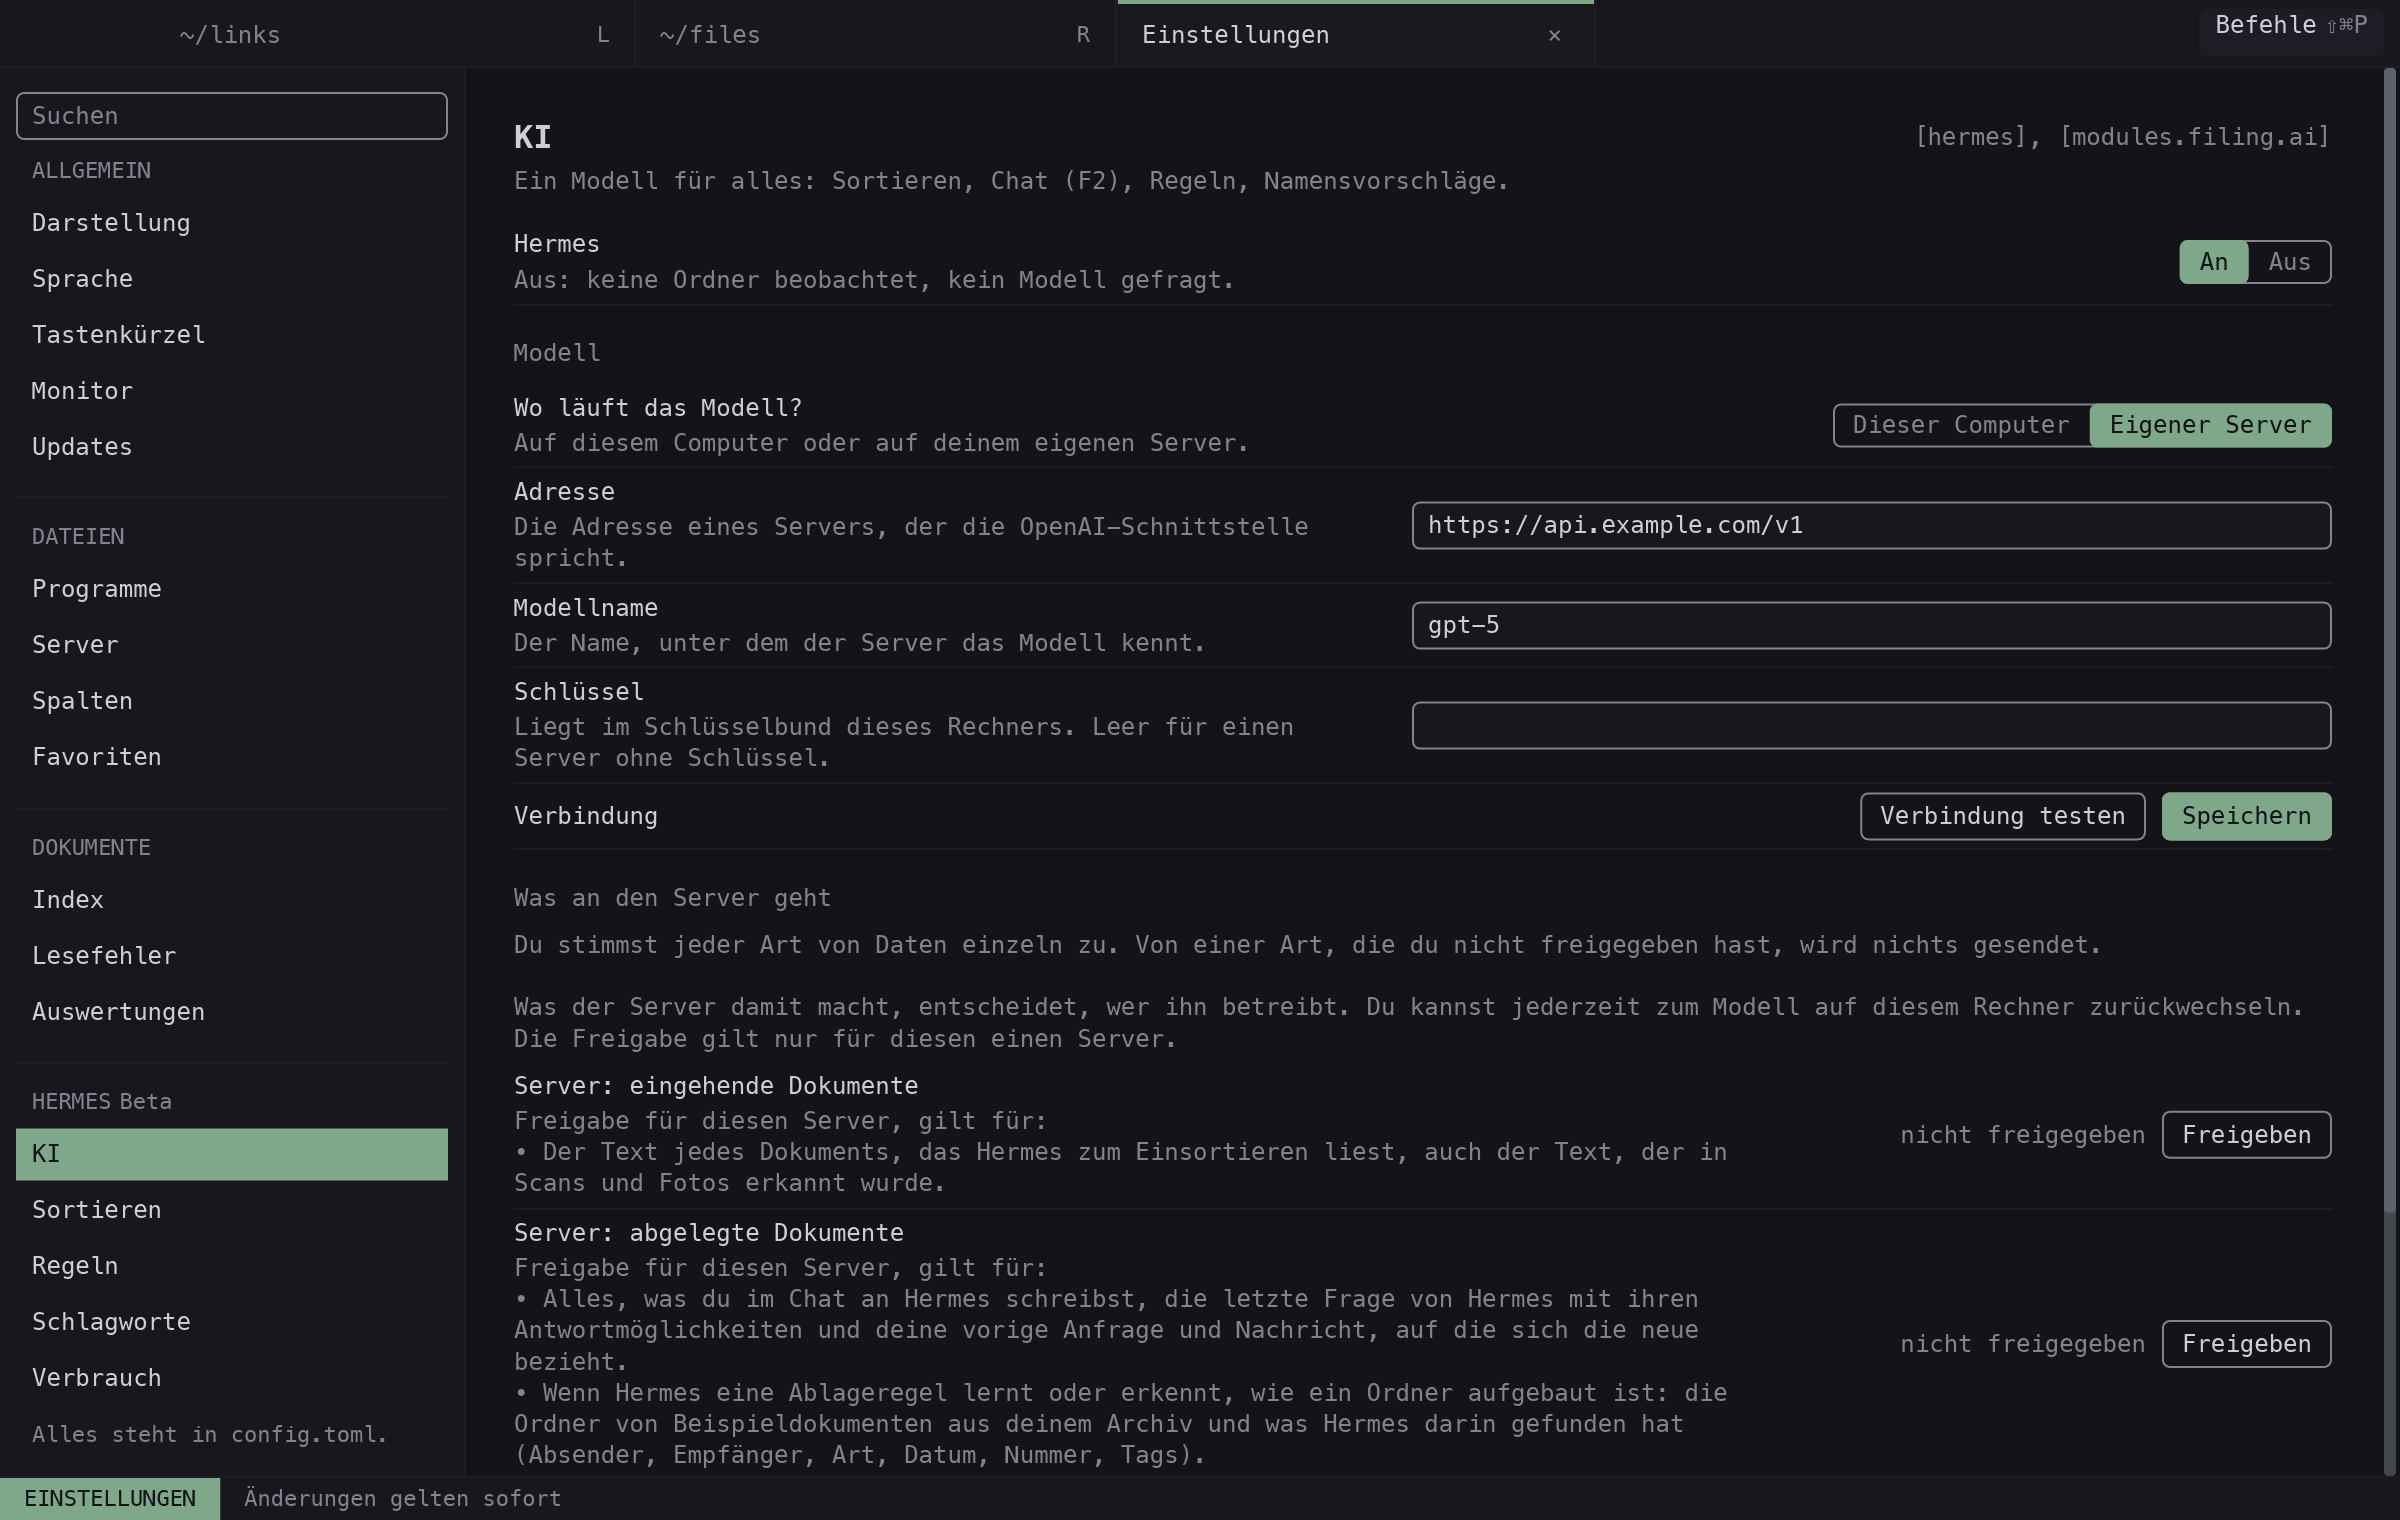 ~/links L ~/files R Einstellungen × Befehle ⇧⌘P
Suchen
ALLGEMEIN
Darstellung
Sprache
Tastenkürzel
Monitor
Updates
DATEIEN
Programme
Server
Spalten
Favoriten
DOKUMENTE
Index
Lesefehler
Auswertungen
HERMES Beta
KI
Sortieren
Regeln
Schlagworte
Verbrauch
Alles steht in config.toml.
KI [hermes], [modules.filing.ai]
Ein Modell für alles: Sortieren, Chat (F2), Regeln, Namensvorschläge.
Hermes
Aus: keine Ordner beobachtet, kein Modell gefragt.
An Aus
Modell
Wo läuft das Modell?
Auf diesem Computer oder auf deinem eigenen Server.
Dieser Computer Eigener Server
Adresse
Die Adresse eines Servers, der die OpenAI-Schnittstelle
spricht.
https://api.example.com/v1
Modellname
Der Name, unter dem der Server das Modell kennt.
gpt-5
Schlüssel
Liegt im Schlüsselbund dieses Rechners. Leer für einen
Server ohne Schlüssel.
Verbindung Verbindung testen Speichern
Was an den Server geht
Du stimmst jeder Art von Daten einzeln zu. Von einer Art, die du nicht freigegeben hast, wird nichts gesendet.
Was der Server damit macht, entscheidet, wer ihn betreibt. Du kannst jederzeit zum Modell auf diesem Rechner zurückwechseln.
Die Freigabe gilt nur für diesen einen Server.
Server: eingehende Dokumente
Freigabe für diesen Server, gilt für:
• Der Text jedes Dokuments, das Hermes zum Einsortieren liest, auch der Text, der in
Scans und Fotos erkannt wurde.
nicht freigegeben Freigeben
Server: abgelegte Dokumente
Freigabe für diesen Server, gilt für:
• Alles, was du im Chat an Hermes schreibst, die letzte Frage von Hermes mit ihren
Antwortmöglichkeiten und deine vorige Anfrage und Nachricht, auf die sich die neue
bezieht.
• Wenn Hermes eine Ablageregel lernt oder erkennt, wie ein Ordner aufgebaut ist: die
Ordner von Beispieldokumenten aus deinem Archiv und was Hermes darin gefunden hat
(Absender, Empfänger, Art, Datum, Nummer, Tags).
nicht freigegeben Freigeben
EINSTELLUNGEN Änderungen gelten sofort